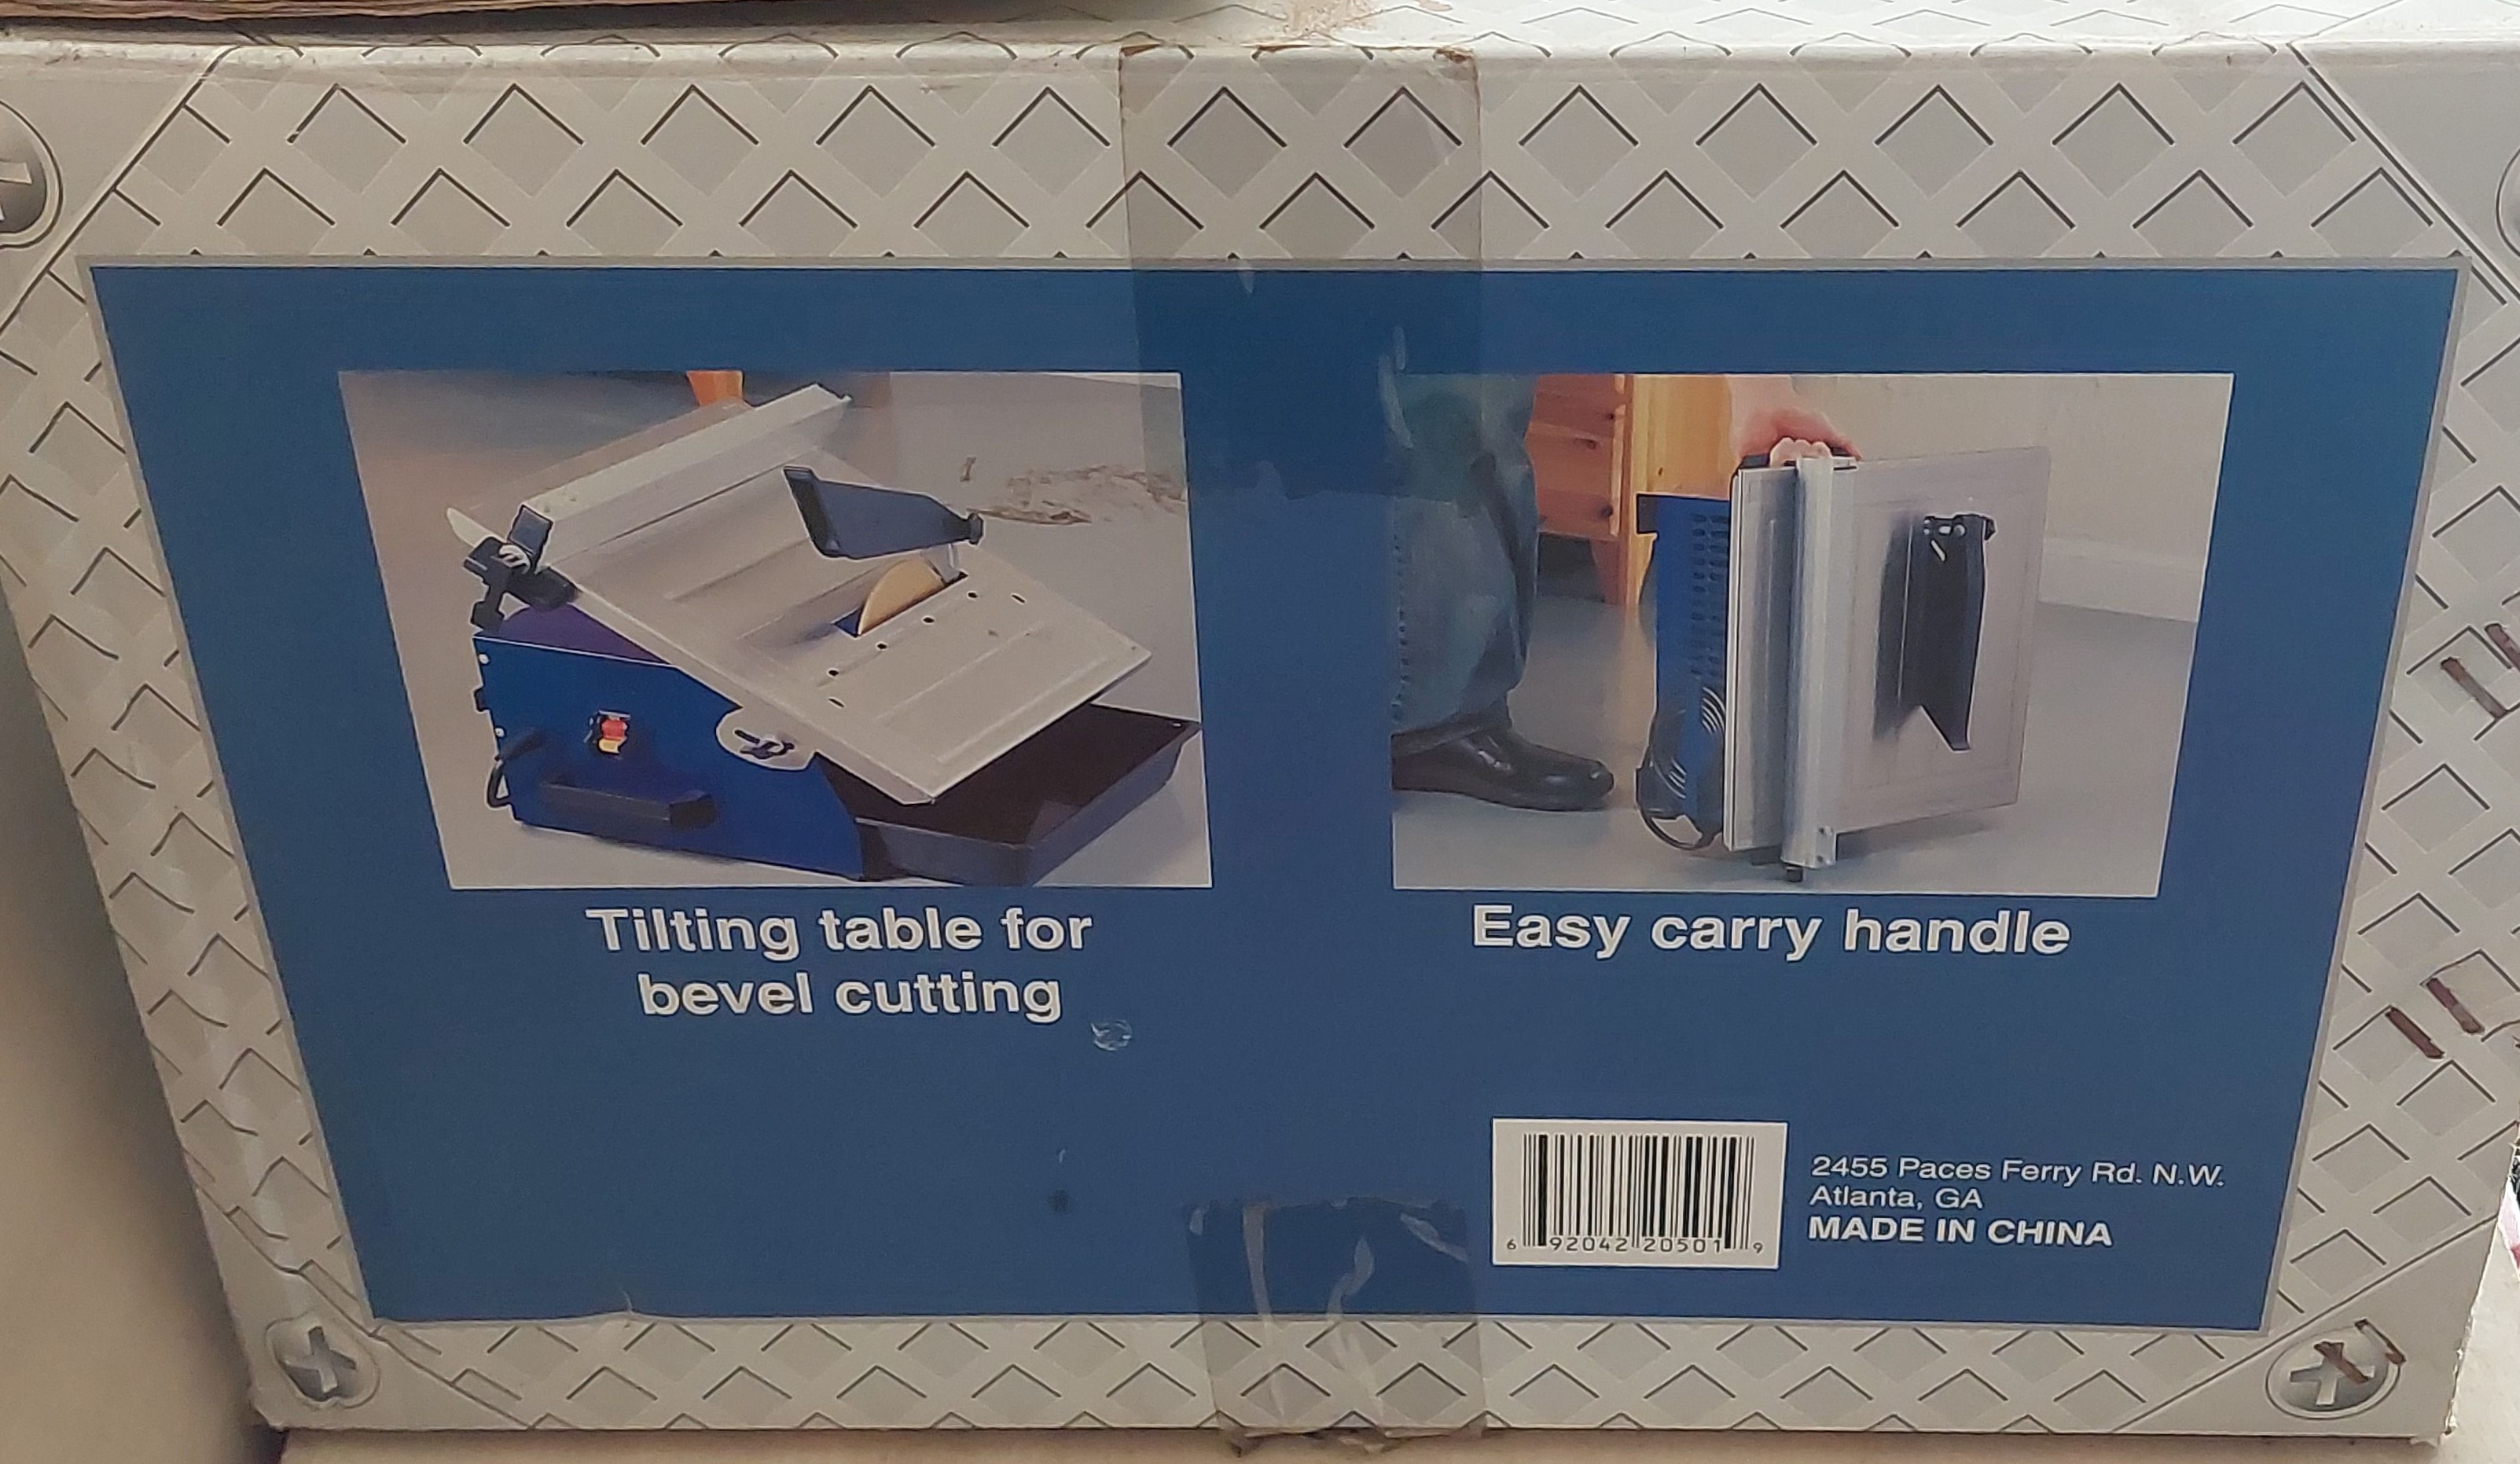 Tilting table for
bevel cutting
Easy carry handle
6 92042 20501 9
2455 Paces Ferry Rd. N.W.
Atlanta, GA
MADE IN CHINA